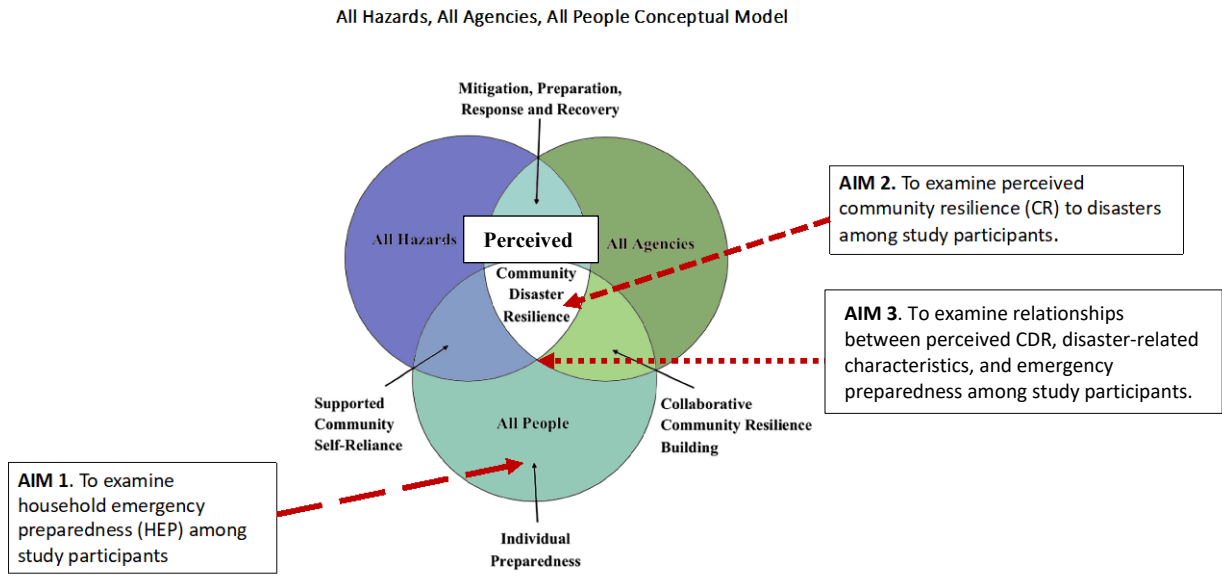 All Hazards, All Agencies, All People Conceptual Model
Mitigation, Preparation,
Response and Recovery
AIM 2. To examine perceived
community resilience (CR) to disasters
among study participants.
All Hazards
Perceived
All Agencies
Community
Disaster
Resilience
AIM 3. To examine relationships
between perceived CDR, disaster-related
characteristics, and emergency
preparedness among study participants.
Supported
Community
Self-Reliance
All People
Collaborative
Community Resilience
Building
AIM 1. To examine
household emergency
preparedness (HEP) among
study participants
Individual
Preparedness